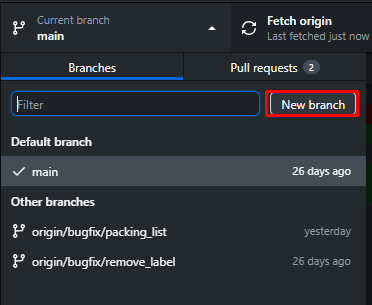 Current branch
main
Fetch origin
Last fetched just now
Branches
Pull requests 2
Filter
New branch
Default branch
main 26 days ago
Other branches
origin/bugfix/packing_list yesterday
origin/bugfix/remove_label 26 days ago